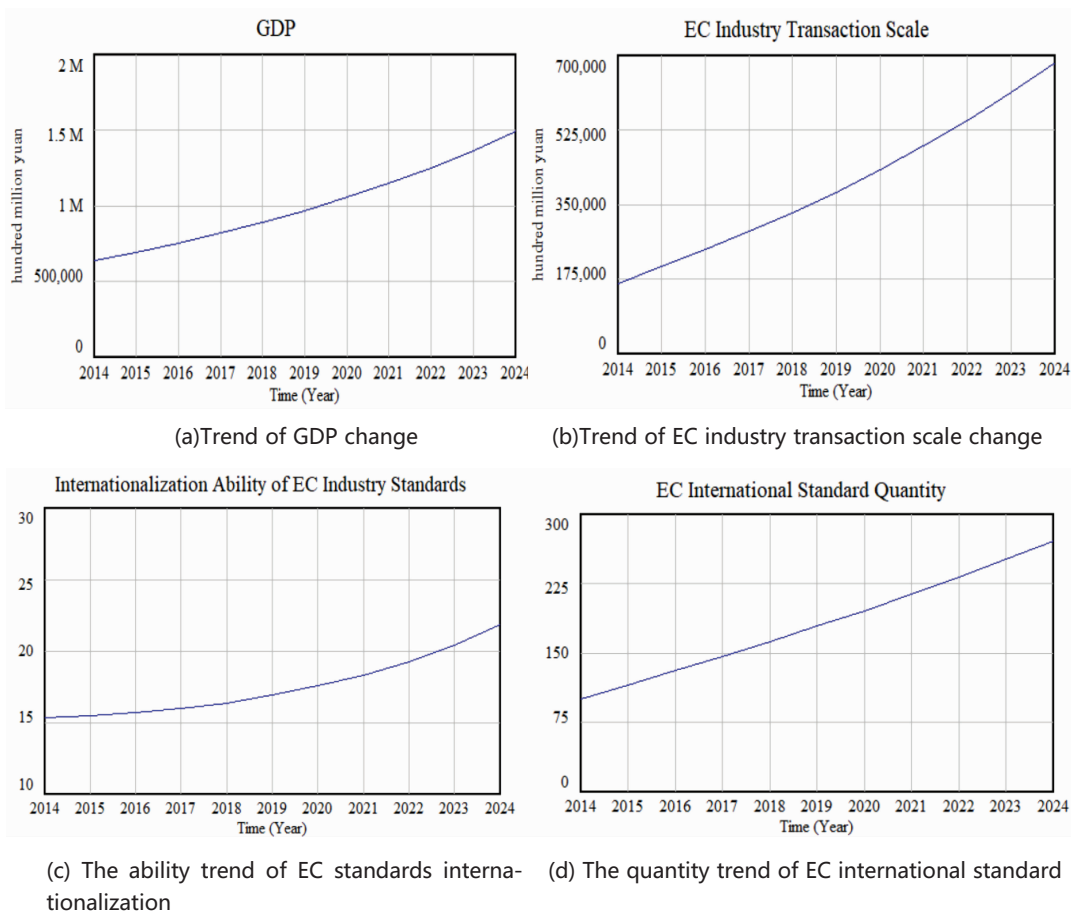 GDP
2 M
1.5 M
1 M
500,000
0
hundred million yuan
2014 2015 2016 2017 2018 2019 2020 2021 2022 2023 2024
Time (Year)
(a)Trend of GDP change
EC Industry Transaction Scale
700,000
525,000
350,000
175,000
0
hundred million yuan
2014 2015 2016 2017 2018 2019 2020 2021 2022 2023 2024
Time (Year)
(b)Trend of EC industry transaction scale change
Internationalization Ability of EC Industry Standards
30
25
20
15
10
2014 2015 2016 2017 2018 2019 2020 2021 2022 2023 2024
Time (Year)
(c) The ability trend of EC standards interna-
tionalization
EC International Standard Quantity
300
225
150
75
0
2014 2015 2016 2017 2018 2019 2020 2021 2022 2023 2024
Time (Year)
(d) The quantity trend of EC international standard